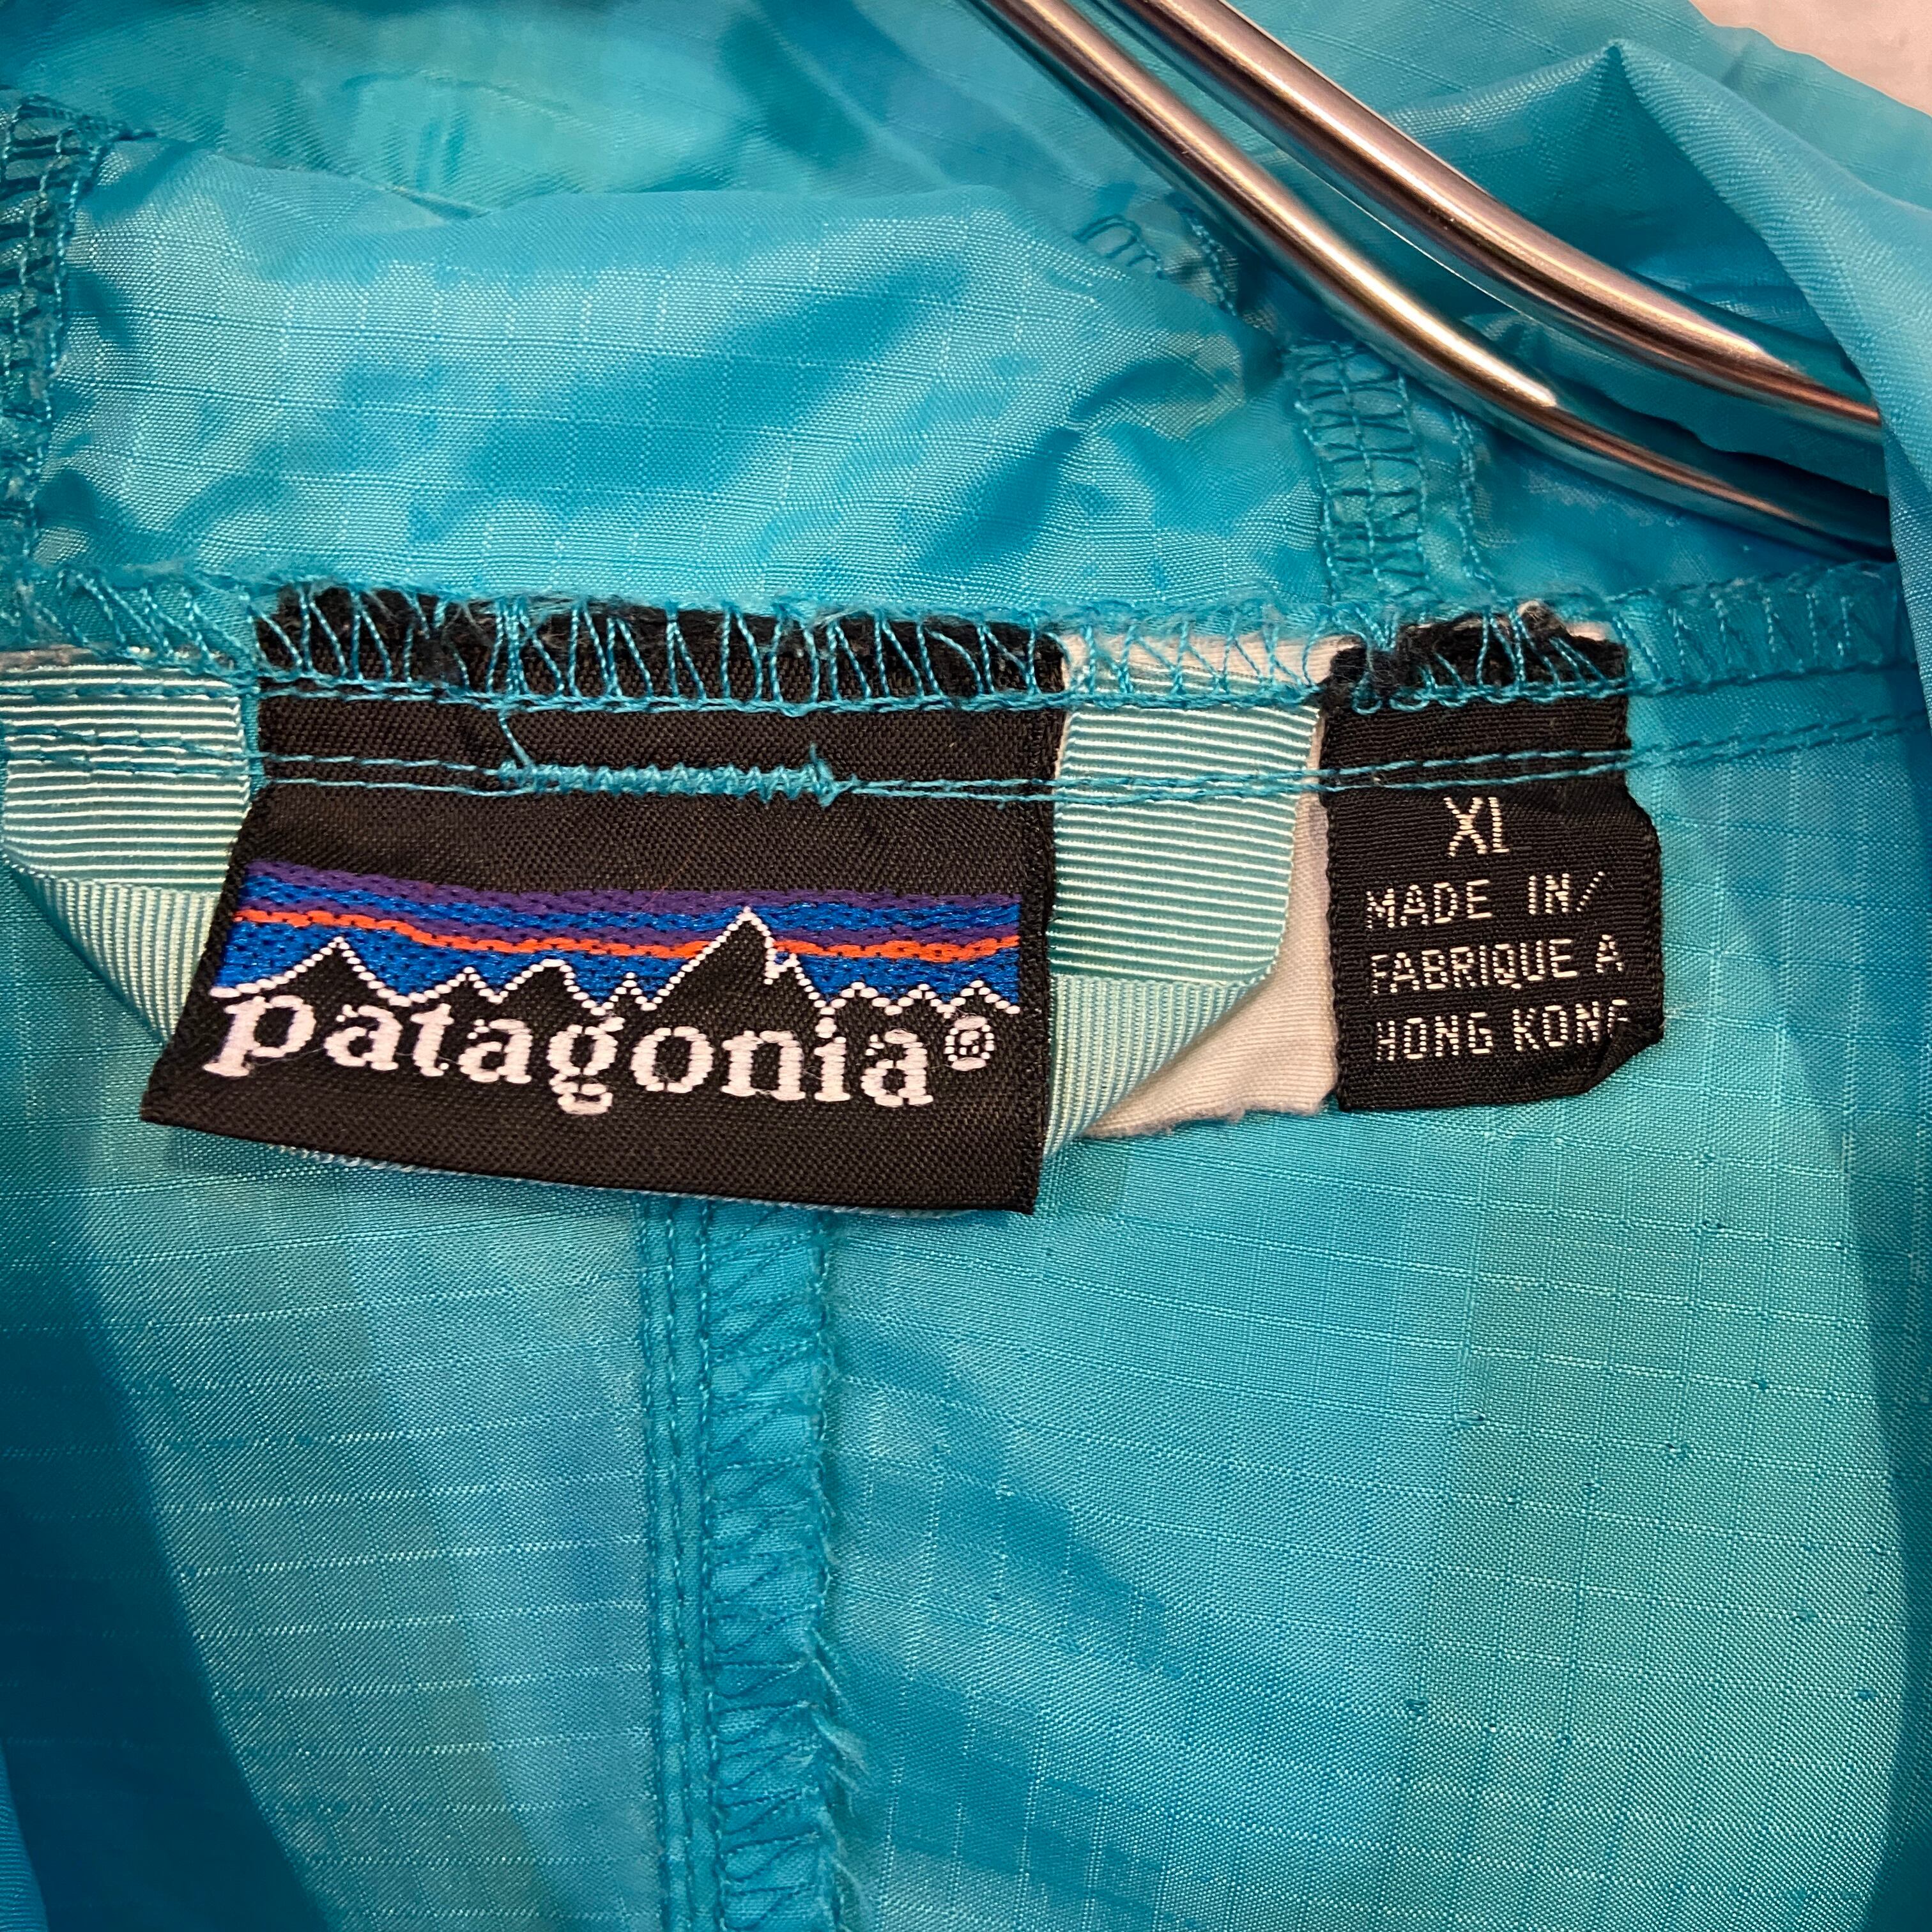 patagonia®
XL
MADE IN/
FABRIQUE A
HONG KONG